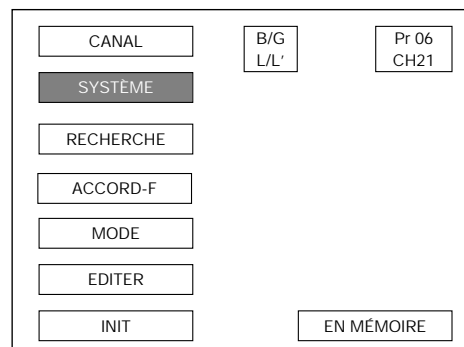 CANAL
B/G
L/L’
Pr 06
CH21
SYSTÈME
RECHERCHE
ACCORD-F
MODE
EDITER
INIT
EN MÉMOIRE